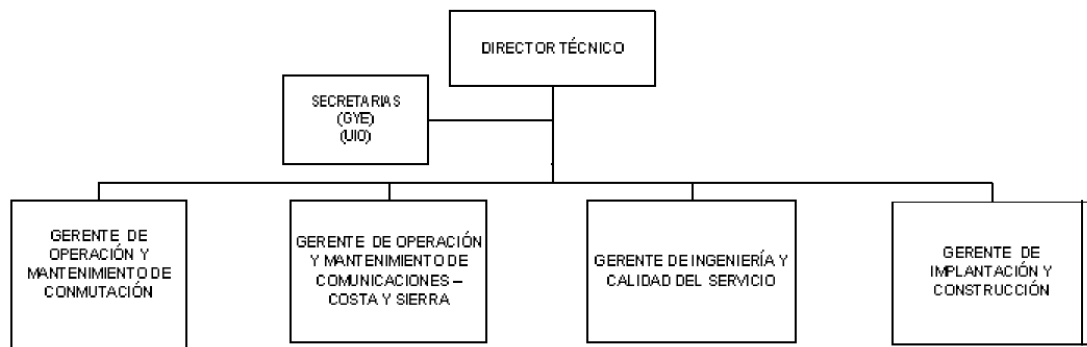 DIRECTOR TÉCNICO
SECRETARIAS
(GYE)
(UIO)
GERENTE DE
OPERACIÓN Y
MANTENIMIENTO DE
CONMUTACIÓN
GERENTE DE OPERACIÓN
Y MANTENIMIENTO DE
COMUNICACIONES –
COSTA Y SIERRA
GERENTE DE INGENIERÍA Y
CALIDAD DEL SERVICIO
GERENTE DE
IMPLANTACIÓN Y
CONSTRUCCIÓN